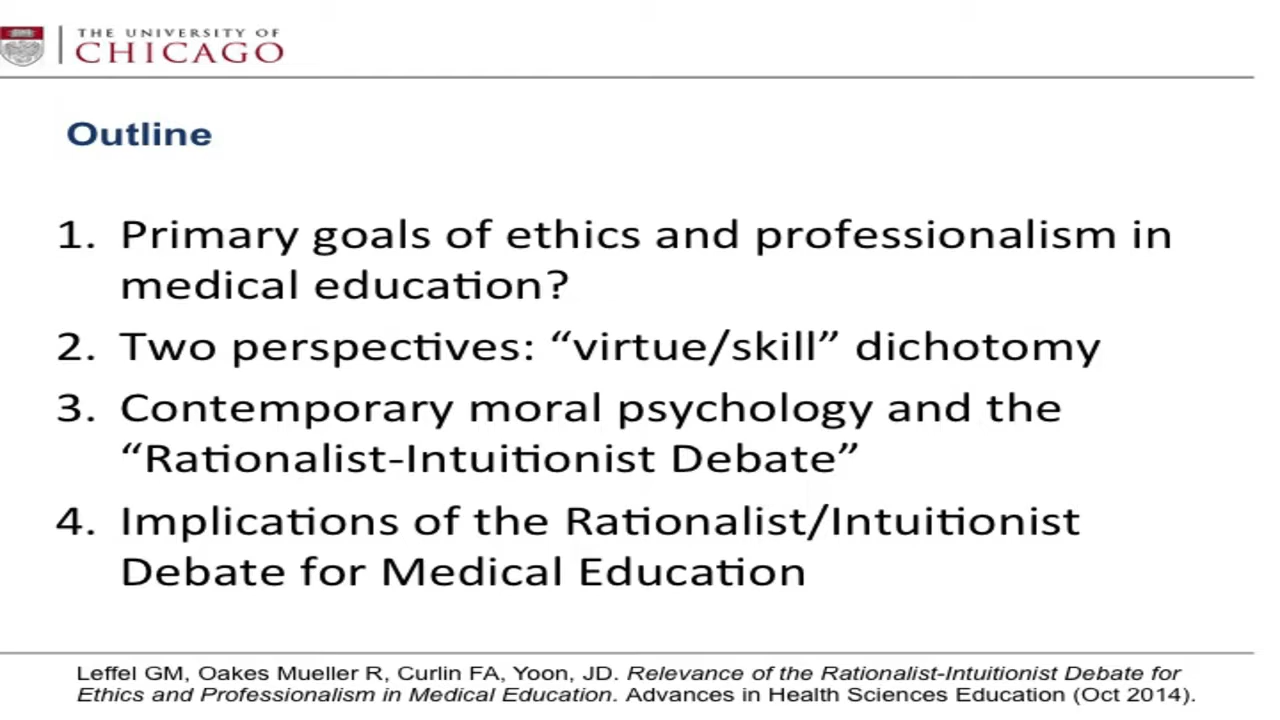 THE UNIVERSITY OF
CHICAGO
Outline
1. Primary goals of ethics and professionalism in
medical education?
2. Two perspectives: “virtue/skill” dichotomy
3. Contemporary moral psychology and the
“Rationalist-Intuitionist Debate”
4. Implications of the Rationalist/Intuitionist
Debate for Medical Education
Leffel GM, Oakes Mueller R, Curlin FA, Yoon, JD. Relevance of the Rationalist-Intuitionist Debate for
Ethics and Professionalism in Medical Education. Advances in Health Sciences Education (Oct 2014).